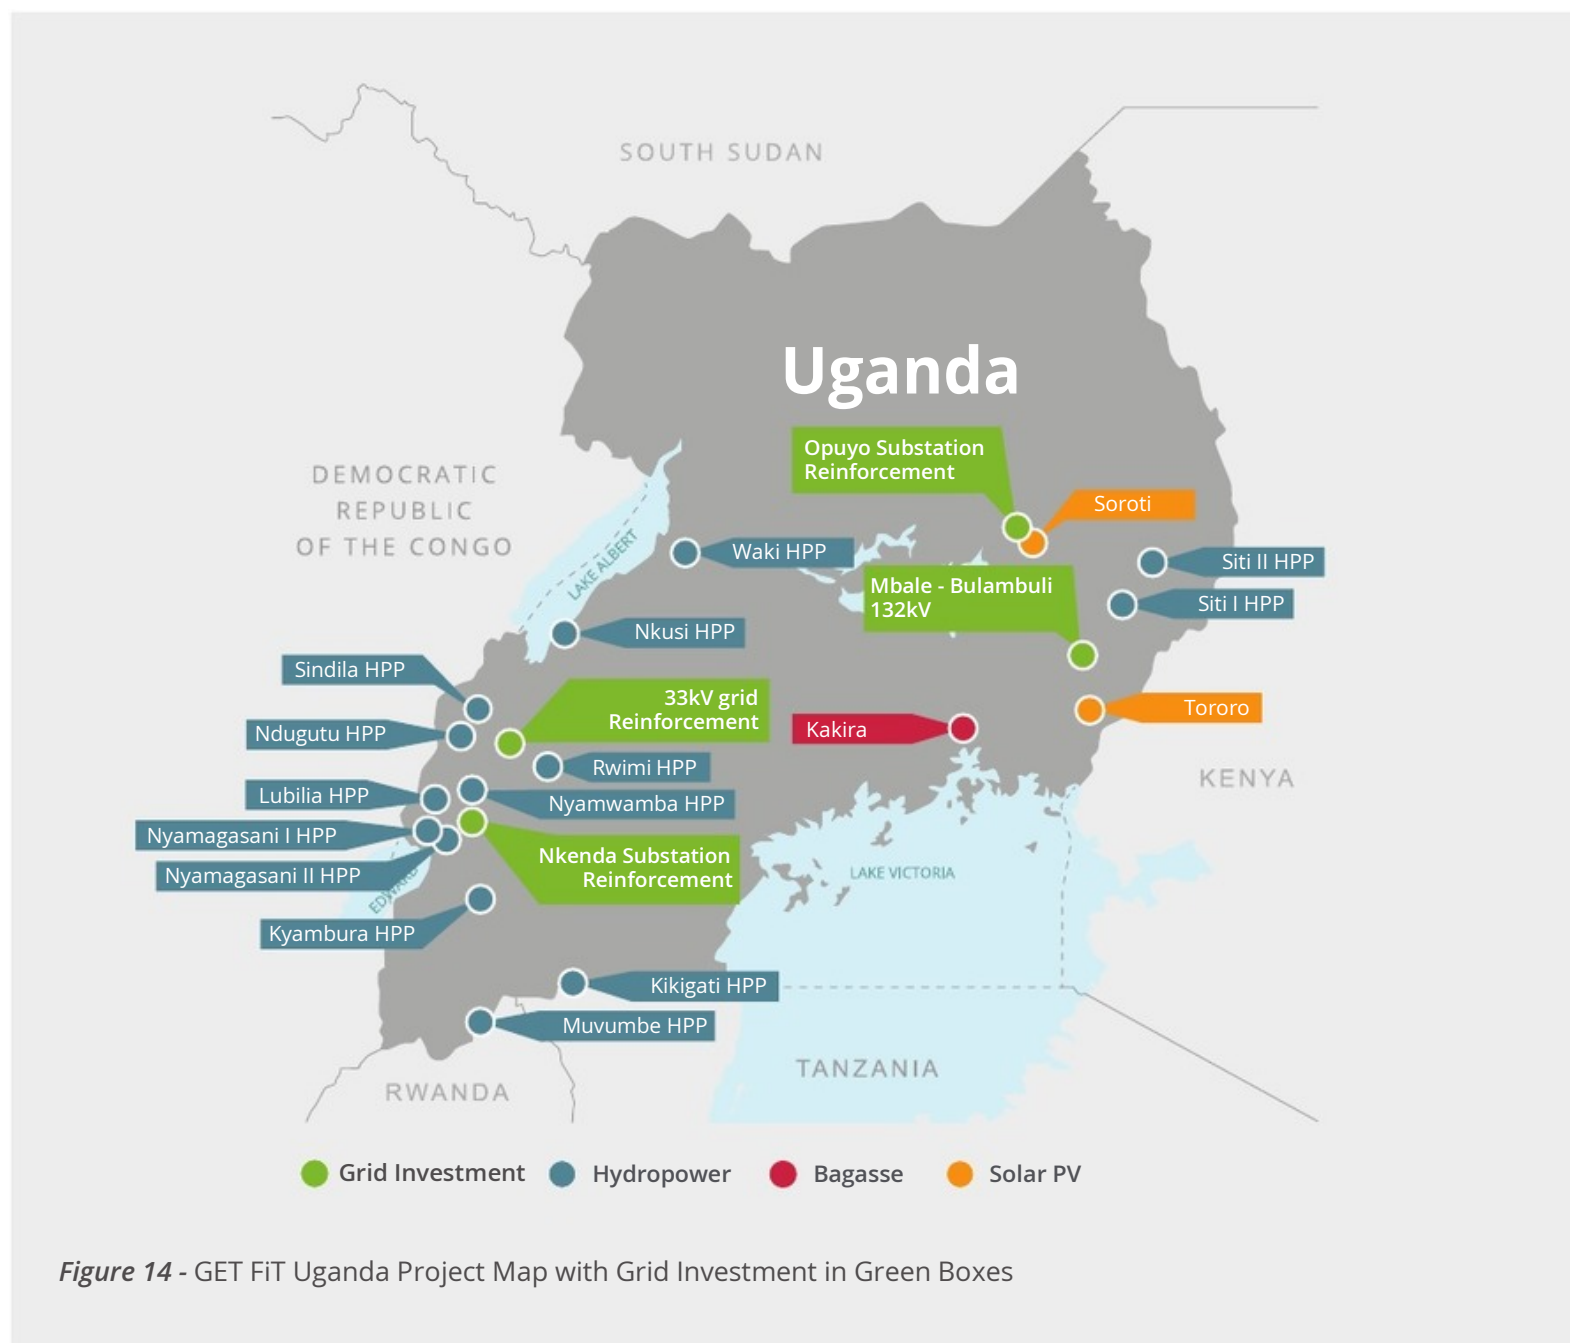 SOUTH SUDAN
Uganda
Opuyo Substation
Reinforcement
DEMOCRATIC
REPUBLIC
OF THE CONGO
Soroti
LAKE ALBERT
Waki HPP
Siti II HPP
Mbale - Bulambuli
132kV
Siti I HPP
Nkusi HPP
Sindila HPP
33kV grid
Reinforcement
Tororo
Ndugutu HPP
Kakira
Rwimi HPP
KENYA
Lubilia HPP
Nyamwamba HPP
Nyamagasani I HPP
Nkenda Substation
Reinforcement
LAKE VICTORIA
Nyamagasani II HPP
Kyambura HPP
Kikigati HPP
Muvumbe HPP
TANZANIA
RWANDA
Grid Investment
Hydropower
Bagasse
Solar PV
Figure 14 - GET FiT Uganda Project Map with Grid Investment in Green Boxes